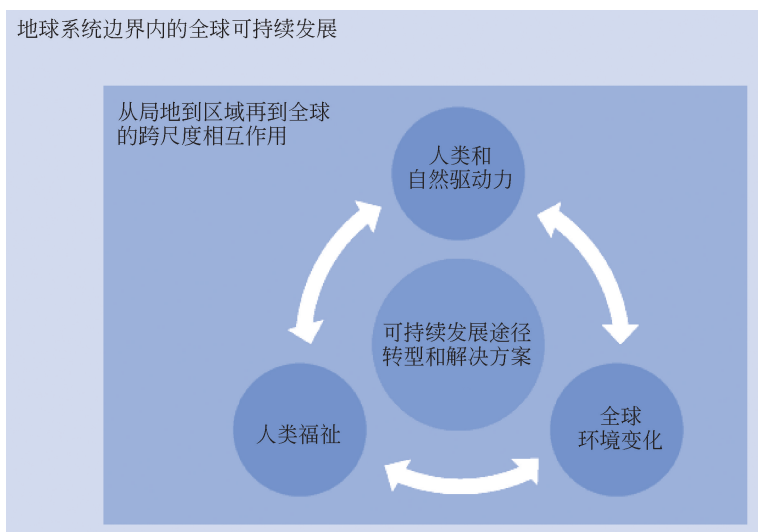 地球系统边界内的全球可持续发展
从局地到区域再到全球
的跨尺度相互作用
人类和
自然驱动力
可持续发展途径
转型和解决方案
人类福祉
全球
环境变化